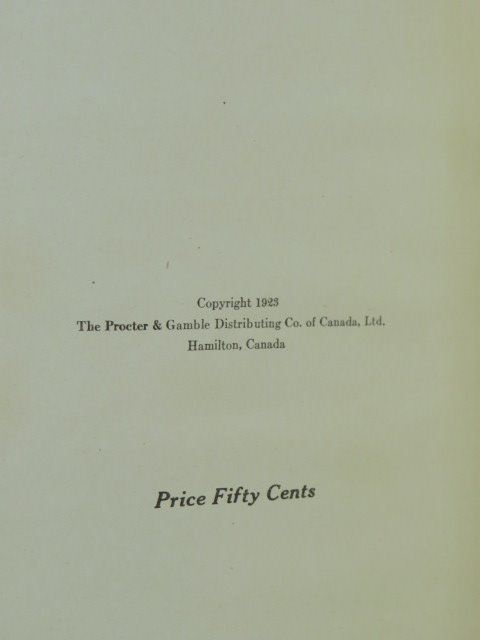 Copyright 1923
The Procter & Gamble Distributing Co. of Canada, Ltd.
Hamilton, Canada
Price Fifty Cents